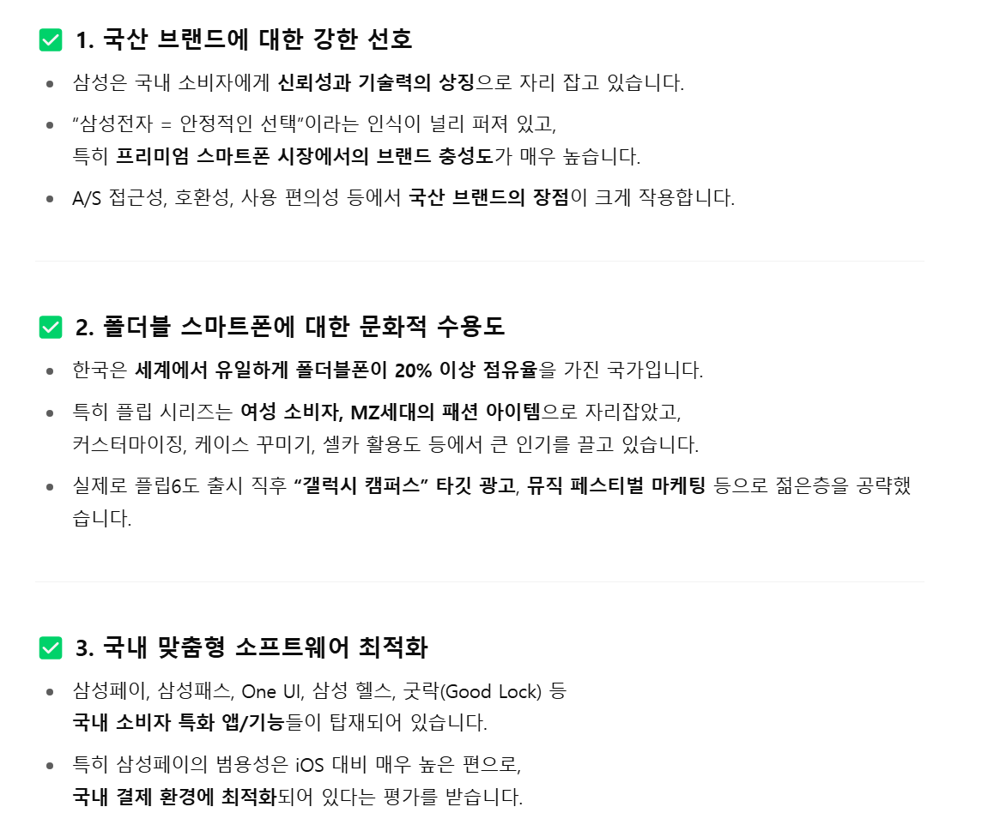 ✅ 1. 국산 브랜드에 대한 강한 선호
• 삼성은 국내 소비자에게 신뢰성과 기술력의 상징으로 자리 잡고 있습니다.
• “삼성전자 = 안정적인 선택”이라는 인식이 널리 퍼져 있고,
특히 프리미엄 스마트폰 시장에서의 브랜드 충성도가 매우 높습니다.
• A/S 접근성, 호환성, 사용 편의성 등에서 국산 브랜드의 장점이 크게 작용합니다.
✅ 2. 폴더블 스마트폰에 대한 문화적 수용도
• 한국은 세계에서 유일하게 폴더블폰이 20% 이상 점유율을 가진 국가입니다.
• 특히 플립 시리즈는 여성 소비자, MZ세대의 패션 아이템으로 자리잡았고,
커스터마이징, 케이스 꾸미기, 셀카 활용도 등에서 큰 인기를 끌고 있습니다.
• 실제로 플립6도 출시 직후 “갤럭시 캠퍼스” 타깃 광고, 뮤직 페스티벌 마케팅 등으로 젊은층을 공략했
습니다.
✅ 3. 국내 맞춤형 소프트웨어 최적화
• 삼성페이, 삼성패스, One UI, 삼성 헬스, 굿락(Good Lock) 등
국내 소비자 특화 앱/기능들이 탑재되어 있습니다.
• 특히 삼성페이의 범용성은 iOS 대비 매우 높은 편으로,
국내 결제 환경에 최적화되어 있다는 평가를 받습니다.